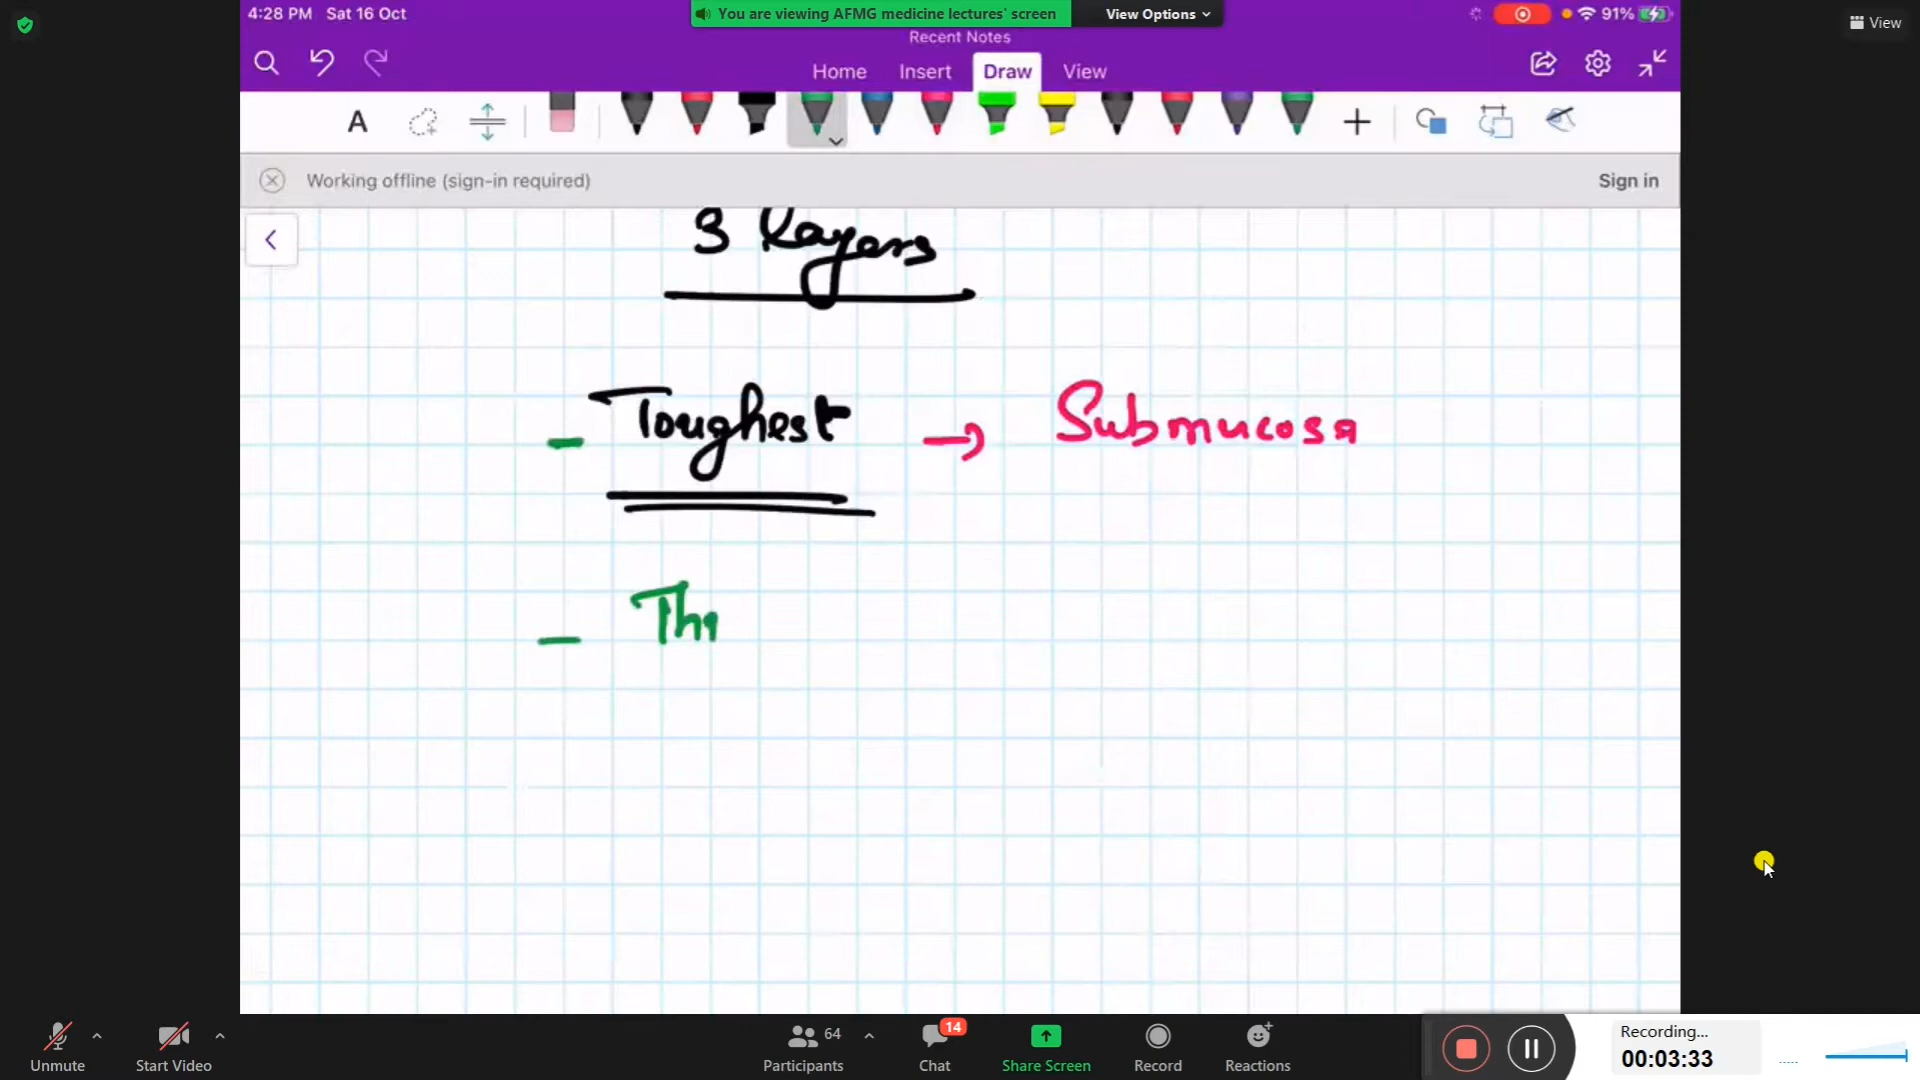 4:28 PM Sat 16 Oct
You are viewing AFMG medicine lectures' screen
View Options
91%
View
Recent Notes
Home Insert Draw View
A
Working offline (sign-in required)
Sign in
3 layers
- Toughest → Submucosa
- Thi
Unmute
Start Video
64
Participants
14
Chat
Share Screen
Record
Reactions
Recording...
00:03:33